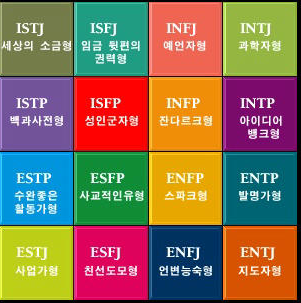 ISTJ
세상의 소금형
ISFJ
임금 뒷편의
권력형
INFJ
예언자형
INTJ
과학자형
ISTP
백과사전형
ISFP
성인군자형
INFP
잔다르크형
INTP
아이디어
뱅크형
ESTP
수완좋은
활동가형
ESFP
사교적인유형
ENFP
스파크형
ENTP
발명가형
ESTJ
사업가형
ESFJ
친선도모형
ENFJ
언변능숙형
ENTJ
지도자형